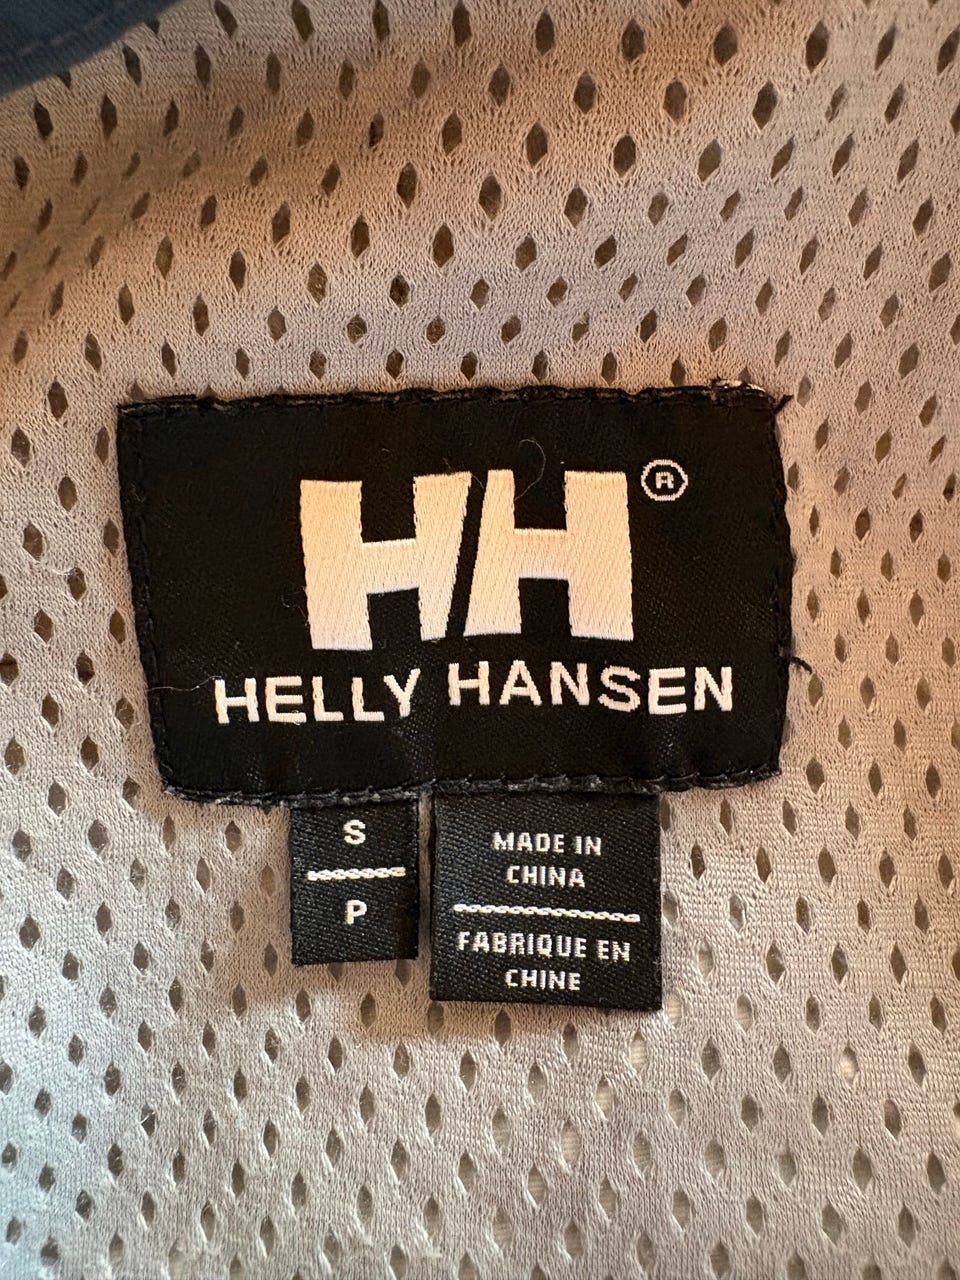 HH®
HELLY HANSEN
S
P
MADE IN
CHINA
FABRIQUE EN
CHINE